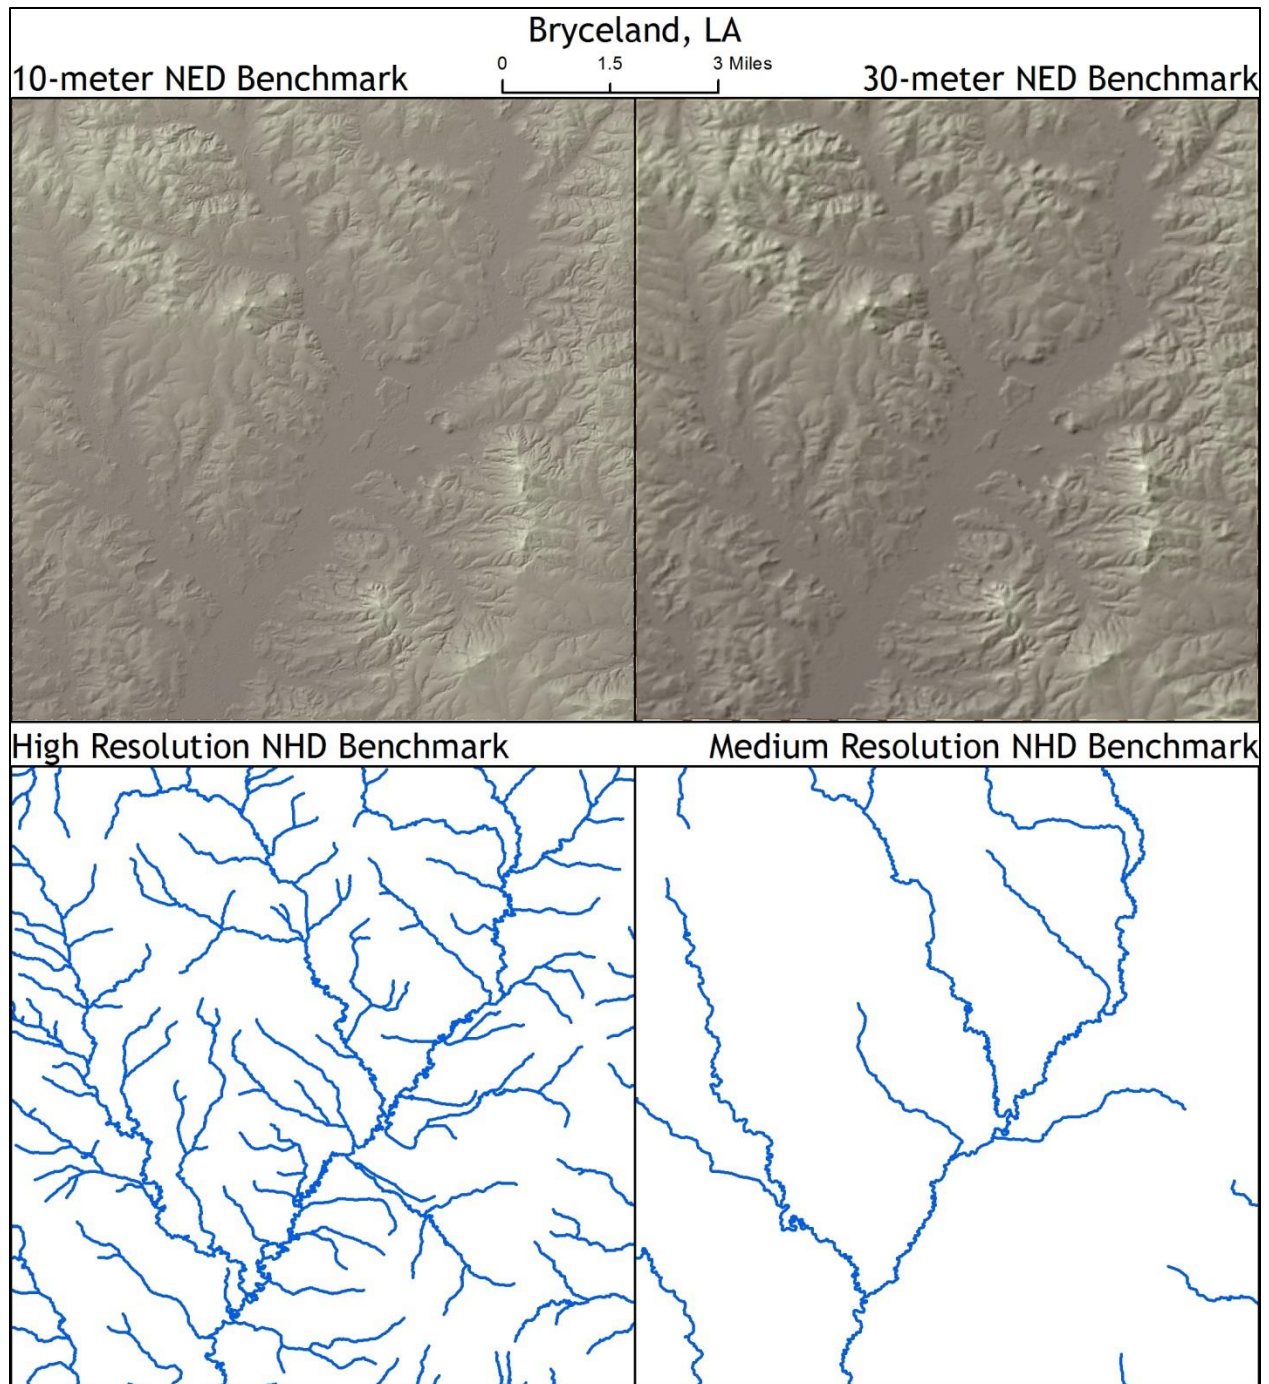 Bryceland, LA
0 1.5 3 Miles
10-meter NED Benchmark
30-meter NED Benchmark
High Resolution NHD Benchmark
Medium Resolution NHD Benchmark